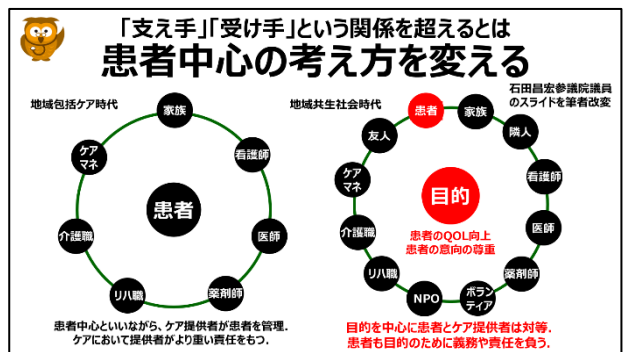 「支え手」「受け手」という関係を超えるとは
患者中心の考え方を変える
石田昌宏参議院議員
のスライドを筆者改変
地域包括ケア時代
家族
看護師
医師
薬剤師
リハ職
介護職
ケア
マネ
患者
患者中心といいながら、ケア提供者が患者を管理.
ケアにおいて提供者がより重い責任をもつ.
地域共生社会時代
患者
家族
隣人
看護師
医師
薬剤師
ボラン
ティア
NPO
リハ職
介護職
ケア
マネ
友人
目的
患者のQOL向上
患者の意向の尊重
目的を中心に患者とケア提供者は対等.
患者も目的のために義務や責任を負う.